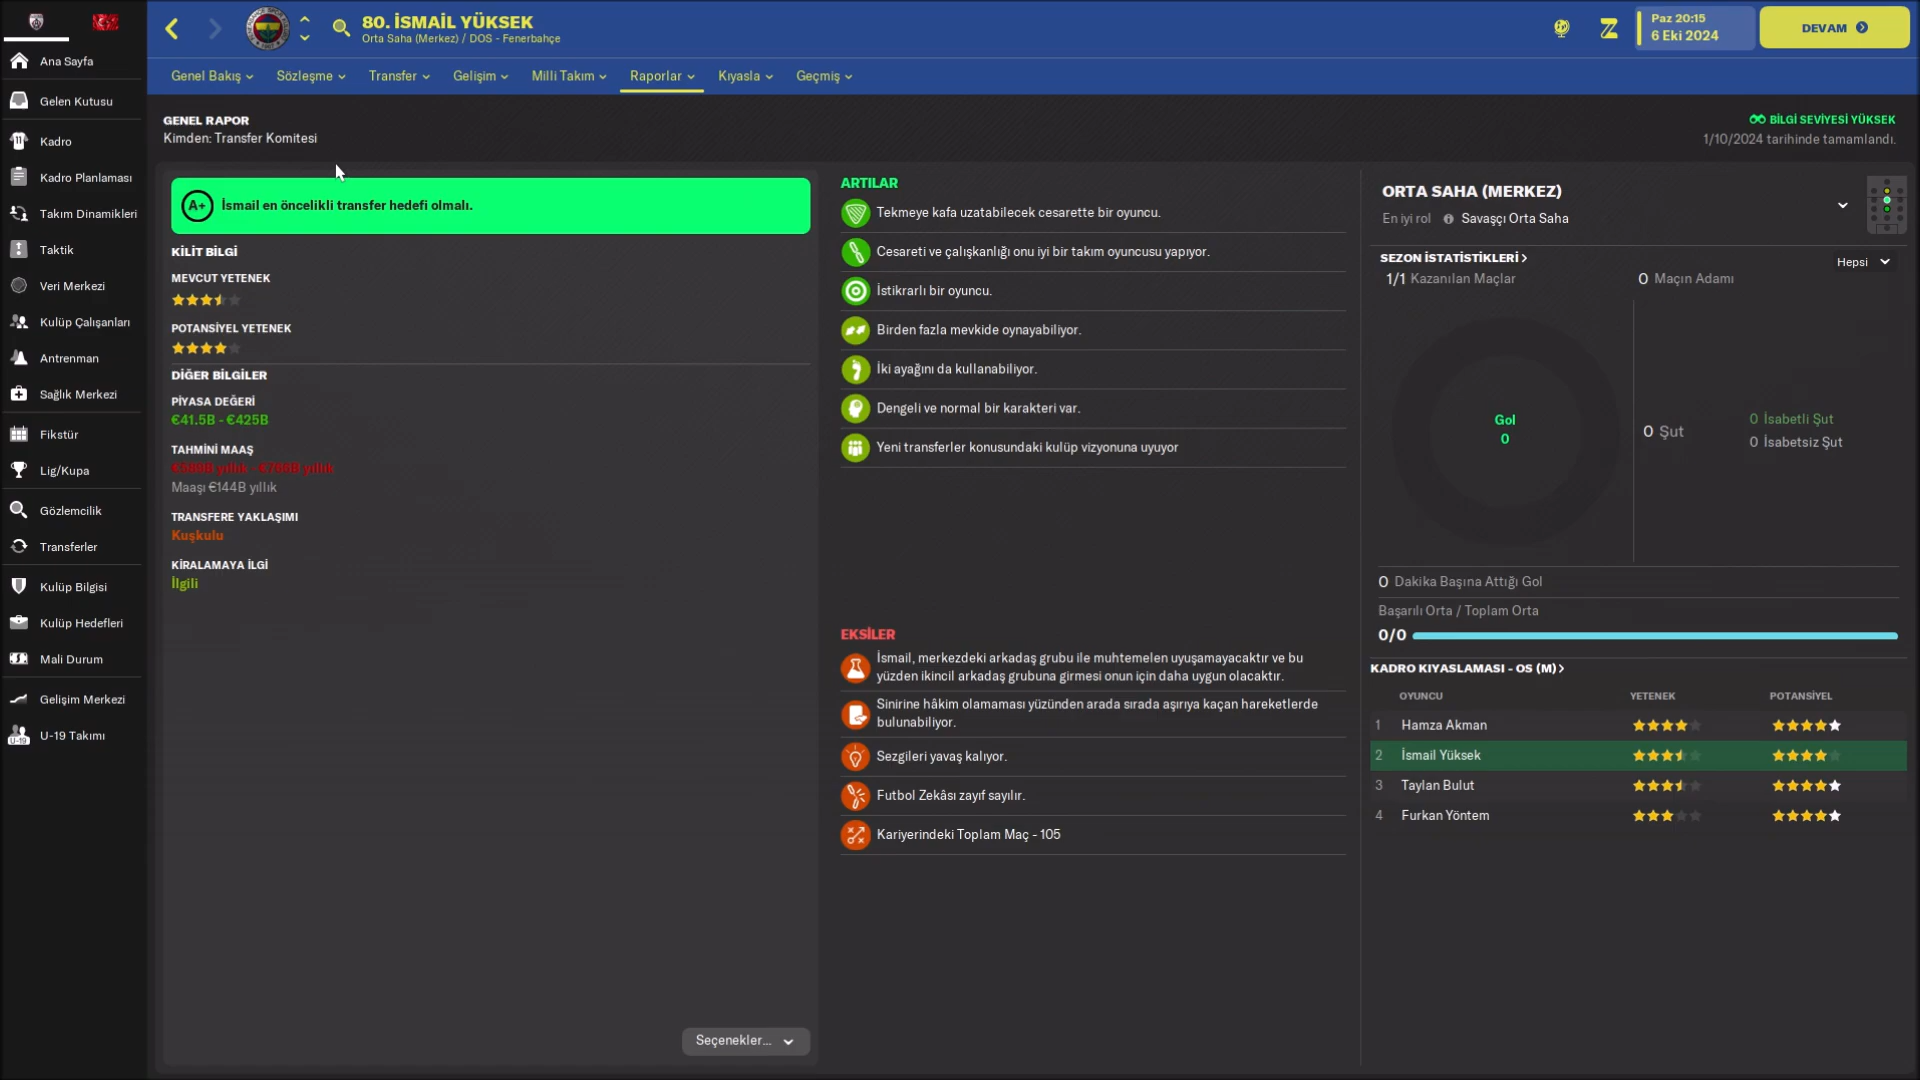 80. İSMAİL YÜKSEK
Orta Saha (Merkez) / DOS - Fenerbahçe
Paz 20:15
6 Eki 2024
DEVAM
Genel Bakış
Sözleşme
Transfer
Gelişim
Milli Takım
Raporlar
Kıyasla
Geçmiş
Ana Sayfa
Gelen Kutusu
Kadro
Kadro Planlaması
Takım Dinamikleri
Taktik
Veri Merkezi
Kulüp Çalışanları
Antrenman
Sağlık Merkezi
Fikstür
Lig/Kupa
Gözlemcilik
Transferler
Kulüp Bilgisi
Kulüp Hedefleri
Mali Durum
Gelişim Merkezi
U-19 Takımı
GENEL RAPOR
Kimden: Transfer Komitesi
BİLGİ SEVİYESİ YÜKSEK
1/10/2024 tarihinde tamamlandı.
A+ İsmail en öncelikli transfer hedefi olmalı.
KİLİT BİLGİ
MEVCUT YETENEK
POTANSİYEL YETENEK
DİĞER BİLGİLER
PİYASA DEĞERİ
€41.5B - €425B
TAHMİNİ MAAŞ
Maaşı €144B yıllık
TRANSFERE YAKLAŞIMI
Kuşkulu
KİRALAMAYA İLGİ
İlgili
Seçenekler...
ARTILAR
Tekmeye kafa uzatabilecek cesarette bir oyuncu.
Cesareti ve çalışkanlığı onu iyi bir takım oyuncusu yapıyor.
İstikrarlı bir oyuncu.
Birden fazla mevkide oynayabiliyor.
İki ayağını da kullanabiliyor.
Dengeli ve normal bir karakteri var.
Yeni transferler konusundaki kulüp vizyonuna uyuyor
EKSİLER
İsmail, merkezdeki arkadaş grubu ile muhtemelen uyuşamayacaktır ve bu
yüzden ikincil arkadaş grubuna girmesi onun için daha uygun olacaktır.
Sinirine hâkim olamaması yüzünden arada sırada aşırıya kaçan hareketlerde
bulunabiliyor.
Sezgileri yavaş kalıyor.
Futbol Zekâsı zayıf sayılır.
Kariyerindeki Toplam Maç - 105
ORTA SAHA (MERKEZ)
En iyi rol Savaşçı Orta Saha
SEZON İSTATİSTİKLERİ
Hepsi
1/1 Kazanılan Maçlar
0 Maçın Adamı
Gol
0
0 Şut
0 İsabetli Şut
0 İsabetsiz Şut
0 Dakika Başına Attığı Gol
Başarılı Orta / Toplam Orta
0/0
KADRO KIYASLAMASI - OS (M)
OYUNCU YETENEK POTANSİYEL
1 Hamza Akman
2 İsmail Yüksek
3 Taylan Bulut
4 Furkan Yöntem